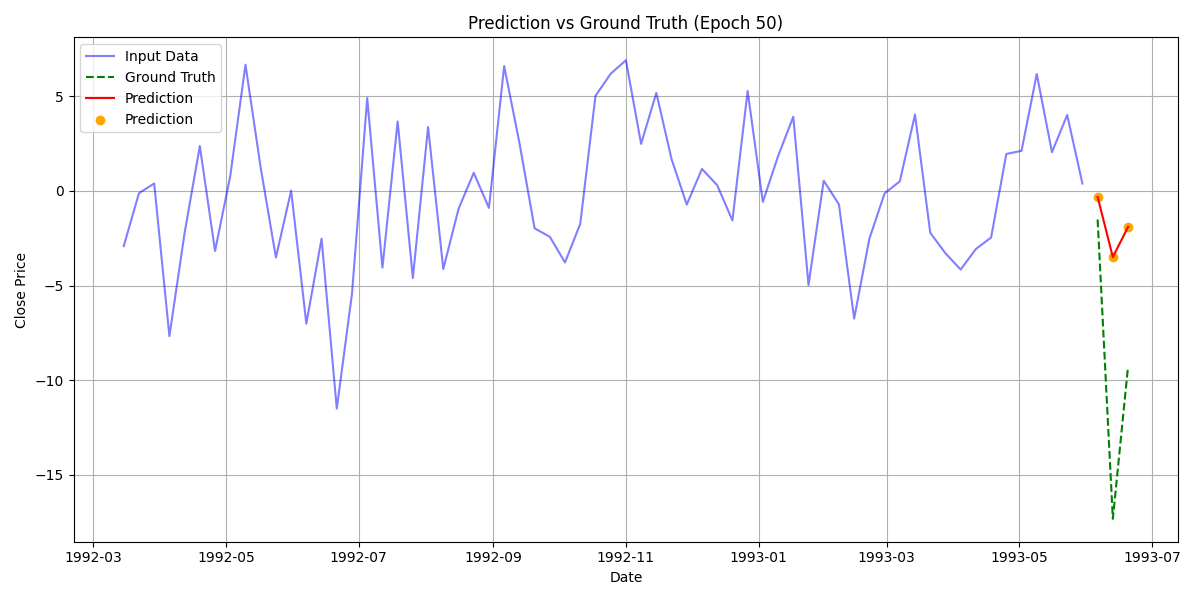 Prediction vs Ground Truth (Epoch 50)
Input Data
Ground Truth
Prediction
Prediction
Close Price
5
0
−5
−10
−15
1992-03
1992-05
1992-07
1992-09
1992-11
1993-01
1993-03
1993-05
1993-07
Date